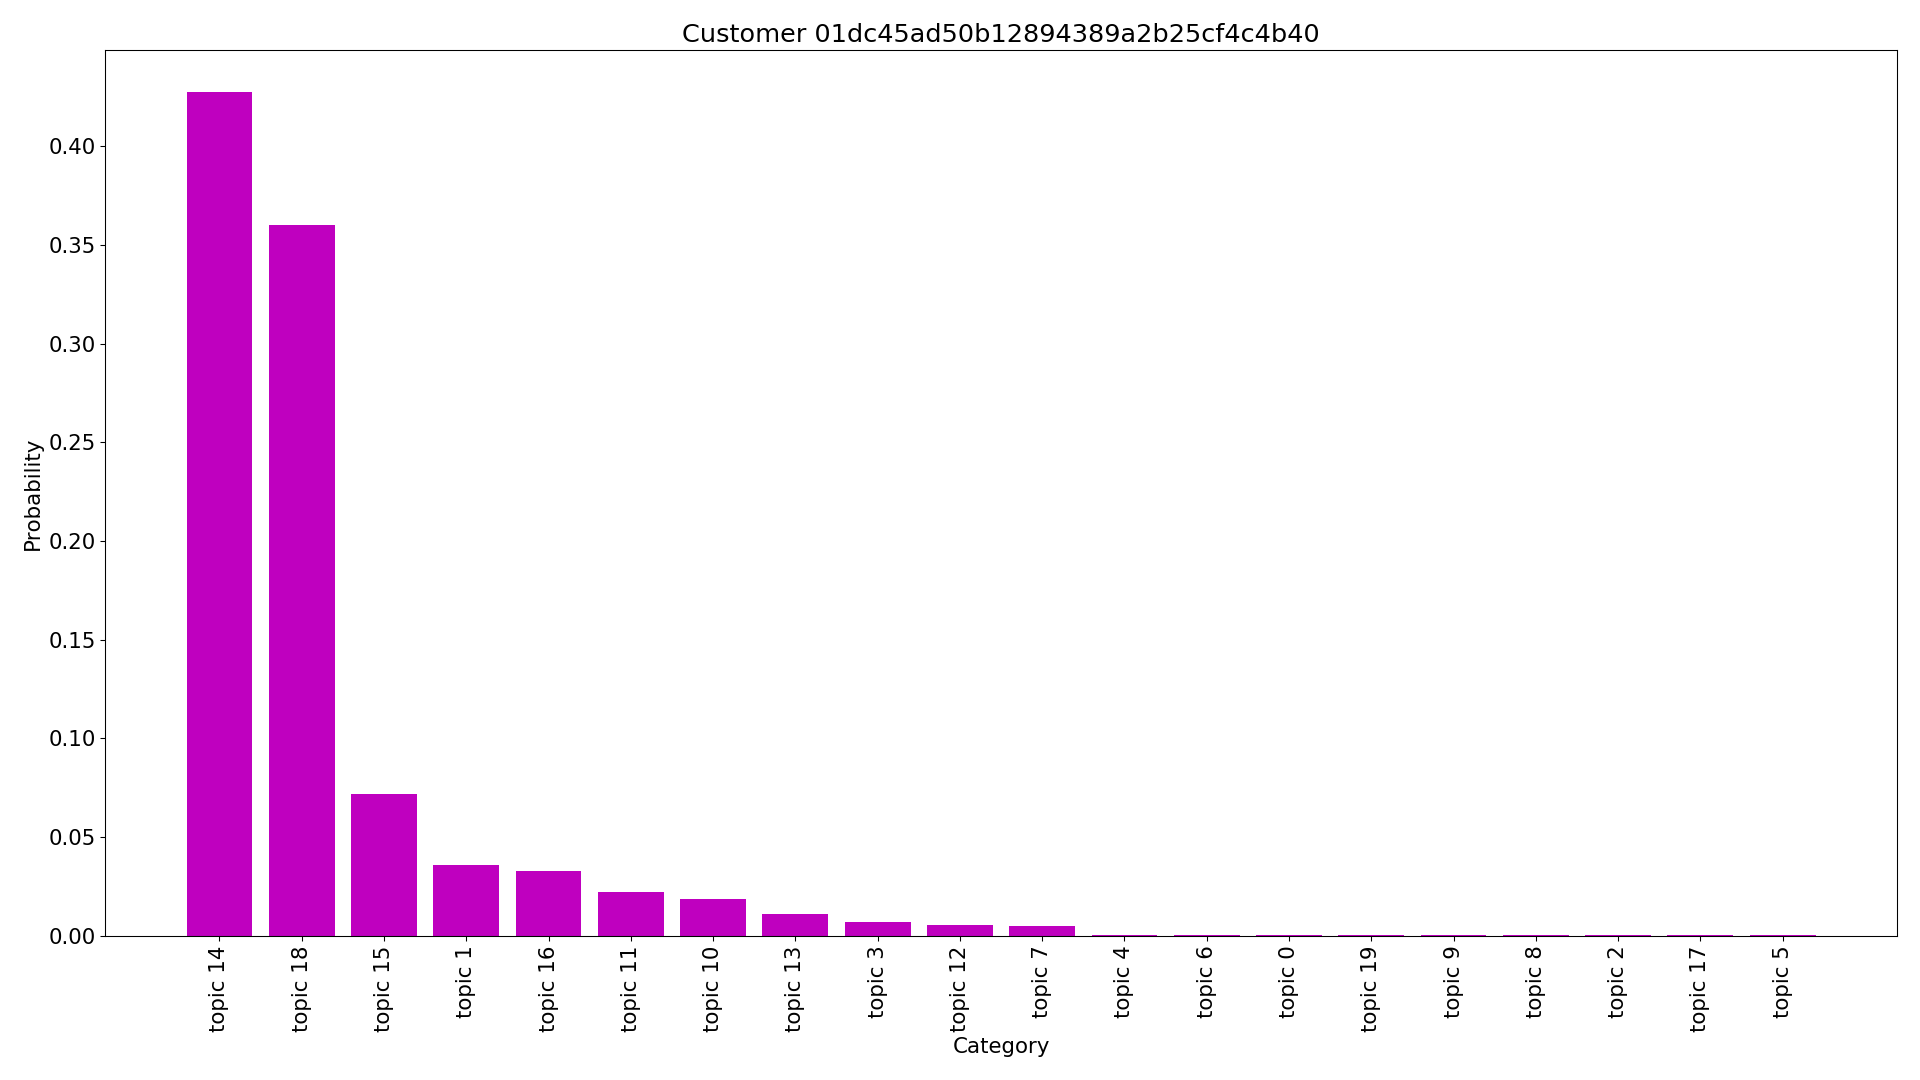 Customer 01dc45ad50b12894389a2b25cf4c4b40
Probability
0.40
0.35
0.30
0.25
0.20
0.15
0.10
0.05
0.00
topic 14
topic 18
topic 15
topic 1
topic 16
topic 11
topic 10
topic 13
topic 3
topic 12
topic 7
topic 4
topic 6
topic 0
topic 19
topic 9
topic 8
topic 2
topic 17
topic 5
Category